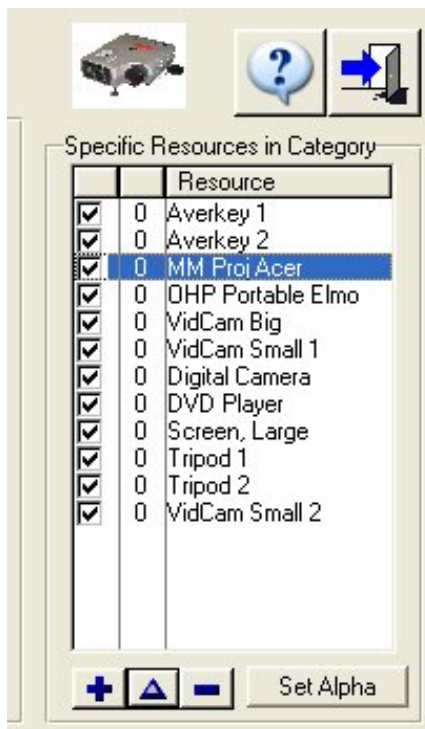 ?
Specific Resources in Category
Resource
0 Averkey 1
0 Averkey 2
0 MM Proj Acer
0 OHP Portable Elmo
0 VidCam Big
0 VidCam Small 1
0 Digital Camera
0 DVD Player
0 Screen, Large
0 Tripod 1
0 Tripod 2
0 VidCam Small 2
Set Alpha